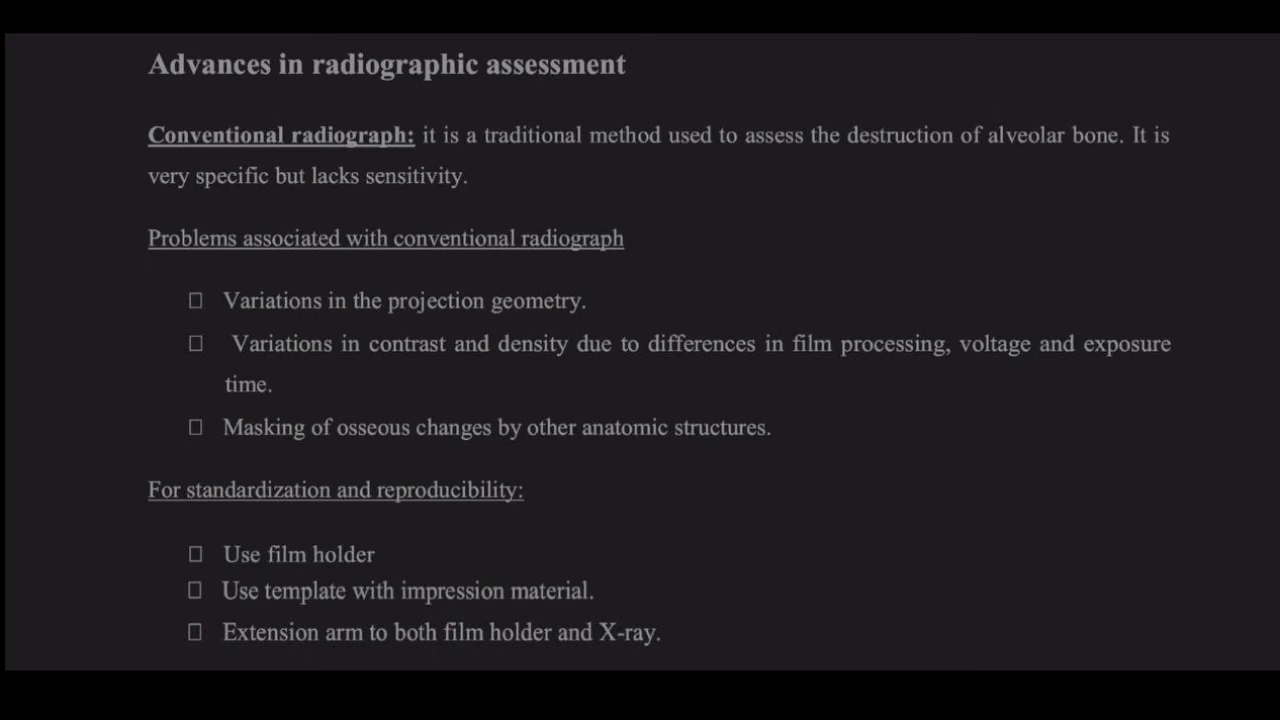 Advances in radiographic assessment
Conventional radiograph: it is a traditional method used to assess the destruction of alveolar bone. It is
very specific but lacks sensitivity.
Problems associated with conventional radiograph
Variations in the projection geometry.
Variations in contrast and density due to differences in film processing, voltage and exposure
time.
Masking of osseous changes by other anatomic structures.
For standardization and reproducibility:
Use film holder
Use template with impression material.
Extension arm to both film holder and X-ray.